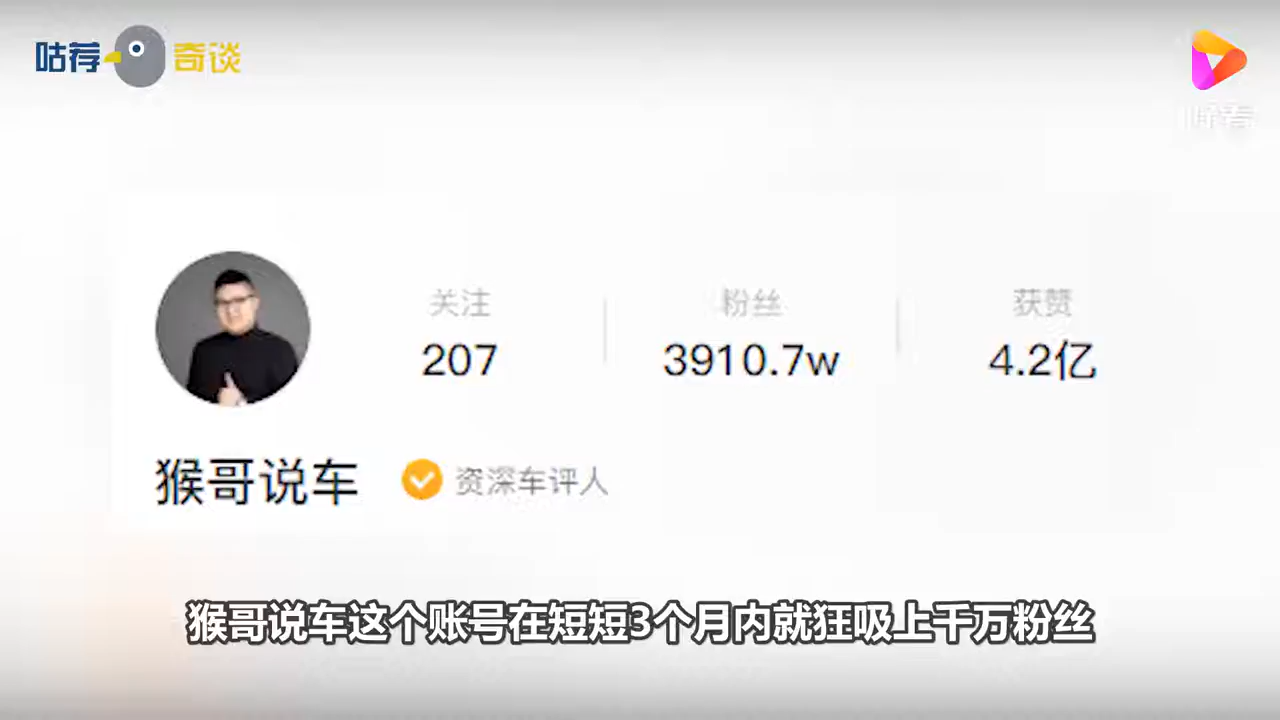 咕荐奇谈
关注
粉丝
获赞
207
3910.7w
4.2亿
猴哥说车
资深车评人
猴哥说车这个账号在短短3个月内就狂吸上千万粉丝